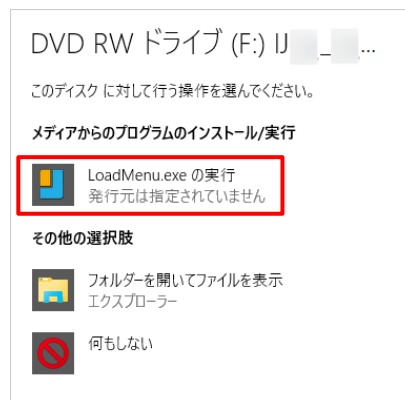 DVD RW ドライブ (F:) IJ _ ...
このディスク に対して行う操作を選んでください。
メディアからのプログラムのインストール/実行
LoadMenu.exe の実行
発行元は指定されていません
その他の選択肢
フォルダーを開いてファイルを表示
エクスプローラー
何もしない